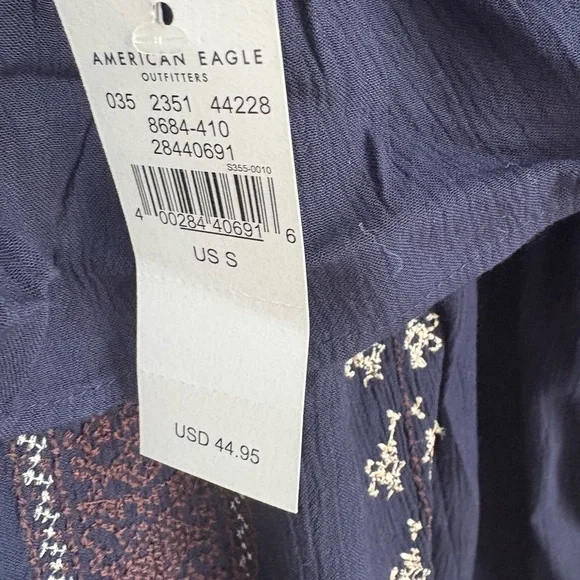 AMERICAN EAGLE
OUTFITTERS
035 2351 44228
8684-410
28440691
S355-0010
4 00284 40691 6
US S
USD 44.95